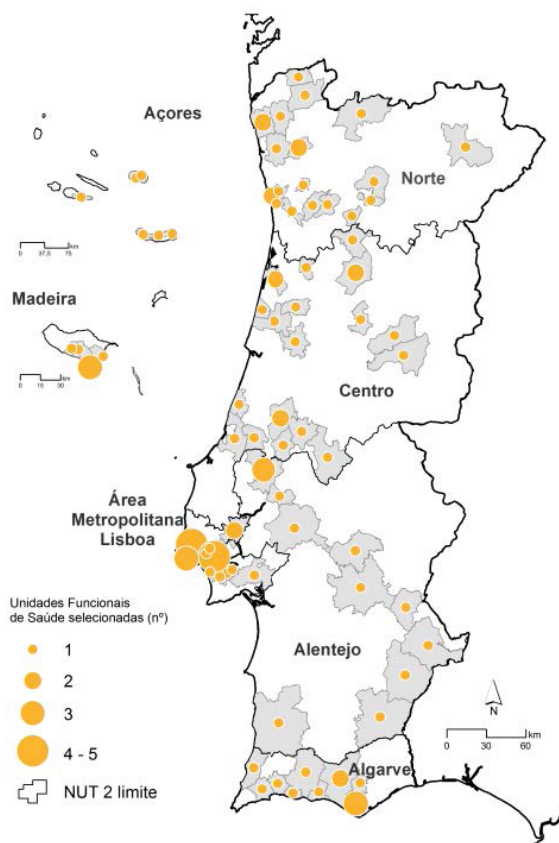 Açores
Norte
0 37,5 75
km
Madeira
0 15 30
km
Centro
Área
Metropolitana
Lisboa
Unidades Funcionais
de Saúde selecionadas (nº)
1
2
3
4 - 5
NUT 2 limite
Alentejo
N
0 30 60
km
Algarve